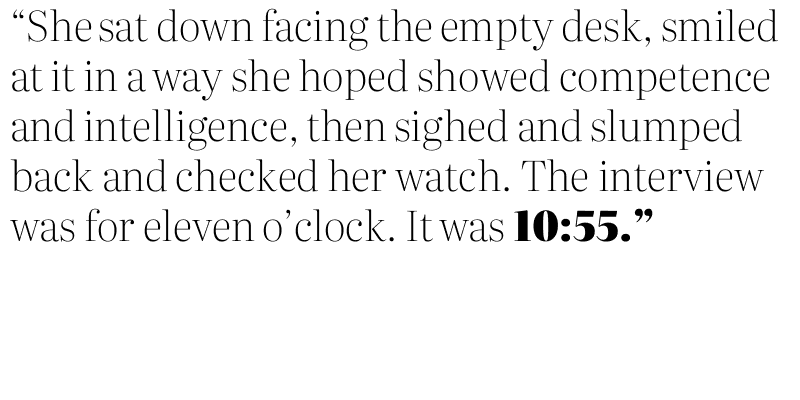 “She sat down facing the empty desk, smiled
at it in a way she hoped showed competence
and intelligence, then sighed and slumped
back and checked her watch. The interview
was for eleven o’clock. It was 10:55.”